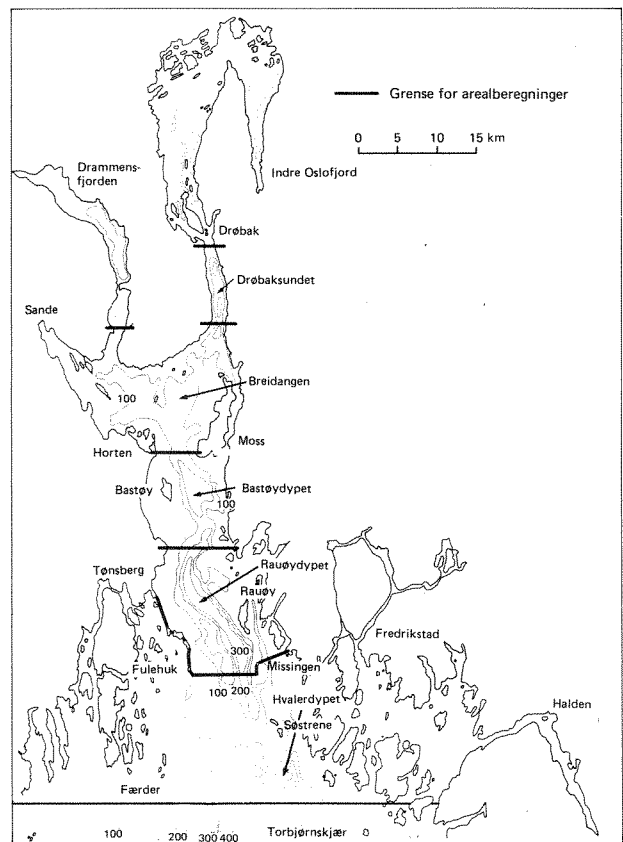 Grense for arealberegninger
0 5 10 15 km
Drammens-
fjorden
Indre Oslofjord
Drøbak
Drøbaksundet
Sande
Breidangen
100
Moss
Horten
Bastøy
Bastøydypet
100
Rauøydypet
Tønsberg
Rauøy
Fredrikstad
300
Fulehuk
Missingen
100 200
Hvalerdypet
Halden
Søstrene
Færder
100 200 300 400 Torbjørnskjær